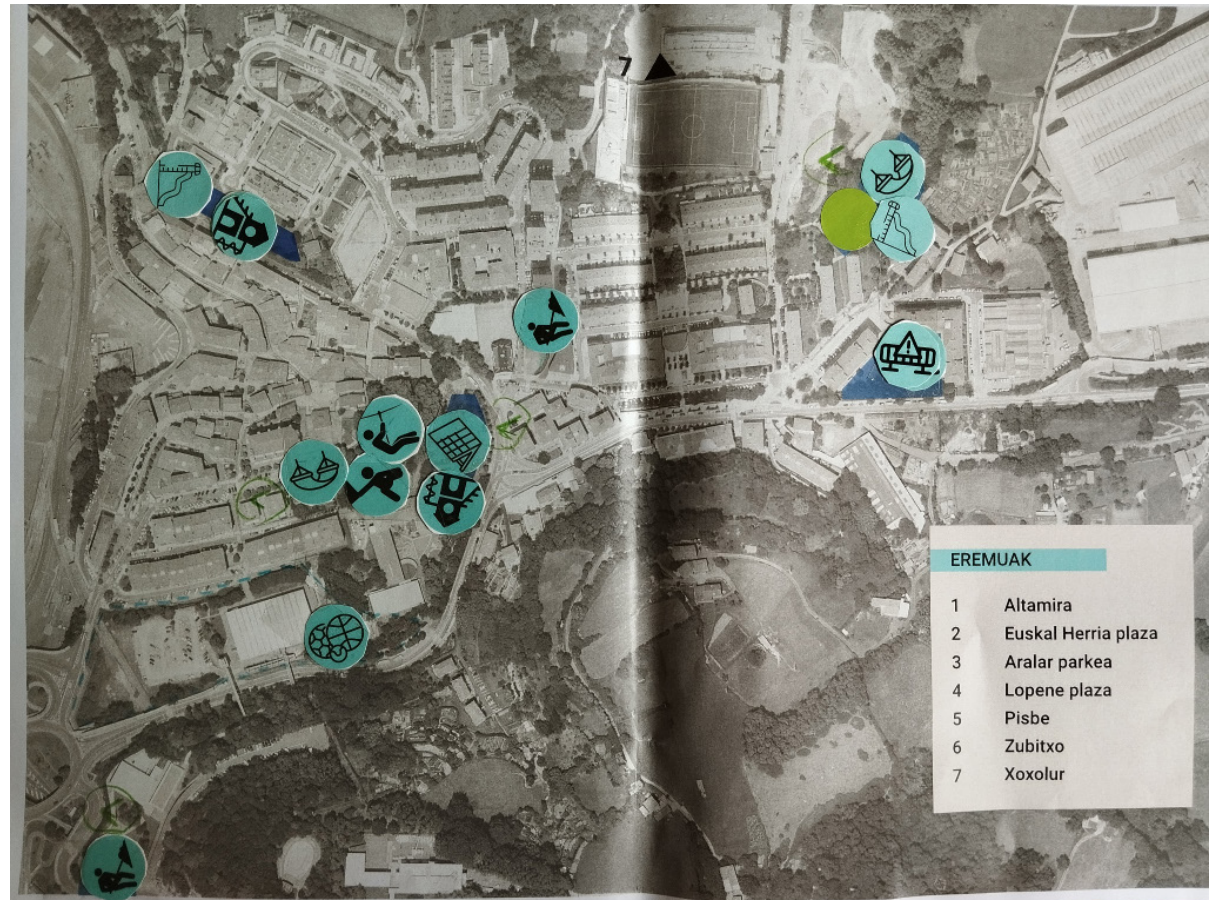 7
EREMUAK
1 Altamira
2 Euskal Herria plaza
3 Aralar parkea
4 Lopene plaza
5 Pisbe
6 Zubitxo
7 Xoxolur